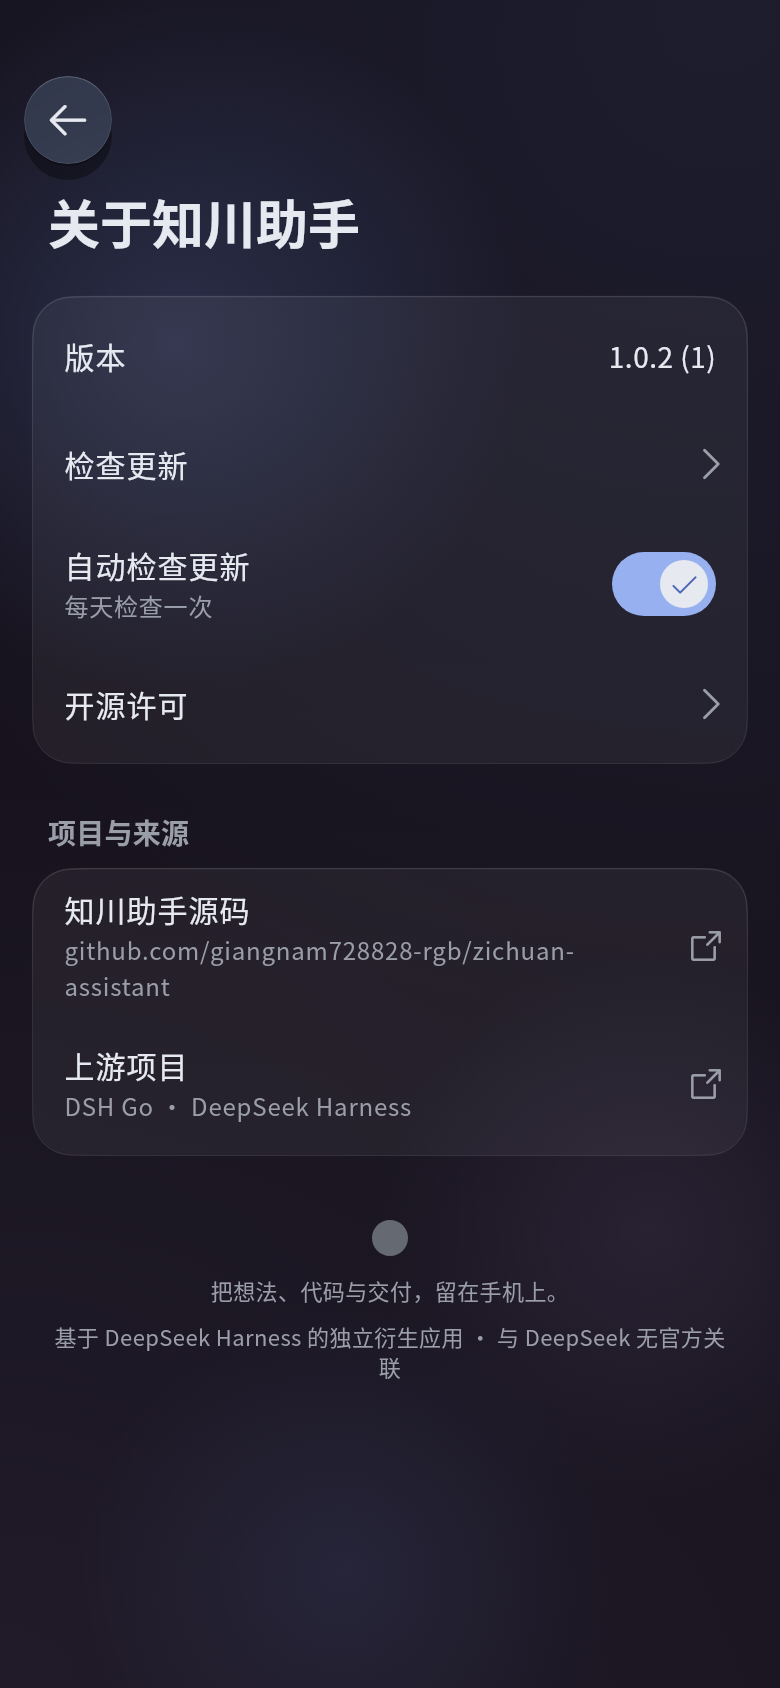 关于知川助手
版本
1.0.2 (1)
检查更新
自动检查更新
每天检查一次
开源许可
项目与来源
知川助手源码
github.com/giangnam728828-rgb/zichuan-
assistant
上游项目
DSH Go · DeepSeek Harness
把想法、代码与交付，留在手机上。
基于 DeepSeek Harness 的独立衍生应用 · 与 DeepSeek 无官方关
联